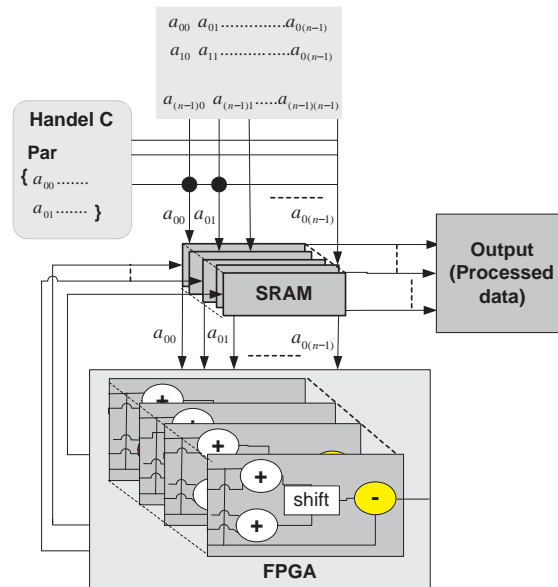 a00 a01..............a0(n-1)
a10 a11..................a0(n-1)
a(n-1)0 a(n-1)1.....a(n-1)(n-1)
Handel C
Par
{ a00.......
a01....... }
a00 a01 a0(n-1)
SRAM
Output
(Processed
data)
a00 a01 a0(n-1)
+
+
+
+
+
shift
-
+
FPGA